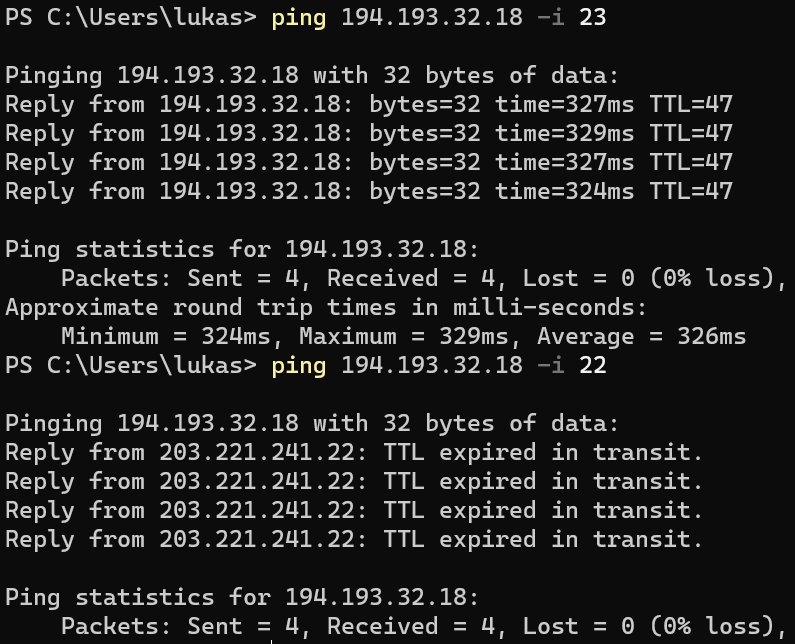 PS C:\Users\lukas> ping 194.193.32.18 -i 23
Pinging 194.193.32.18 with 32 bytes of data:
Reply from 194.193.32.18: bytes=32 time=327ms TTL=47
Reply from 194.193.32.18: bytes=32 time=329ms TTL=47
Reply from 194.193.32.18: bytes=32 time=327ms TTL=47
Reply from 194.193.32.18: bytes=32 time=324ms TTL=47
Ping statistics for 194.193.32.18:
    Packets: Sent = 4, Received = 4, Lost = 0 (0% loss),
Approximate round trip times in milli-seconds:
    Minimum = 324ms, Maximum = 329ms, Average = 326ms
PS C:\Users\lukas> ping 194.193.32.18 -i 22
Pinging 194.193.32.18 with 32 bytes of data:
Reply from 203.221.241.22: TTL expired in transit.
Reply from 203.221.241.22: TTL expired in transit.
Reply from 203.221.241.22: TTL expired in transit.
Reply from 203.221.241.22: TTL expired in transit.
Ping statistics for 194.193.32.18:
    Packets: Sent = 4, Received = 4, Lost = 0 (0% loss),